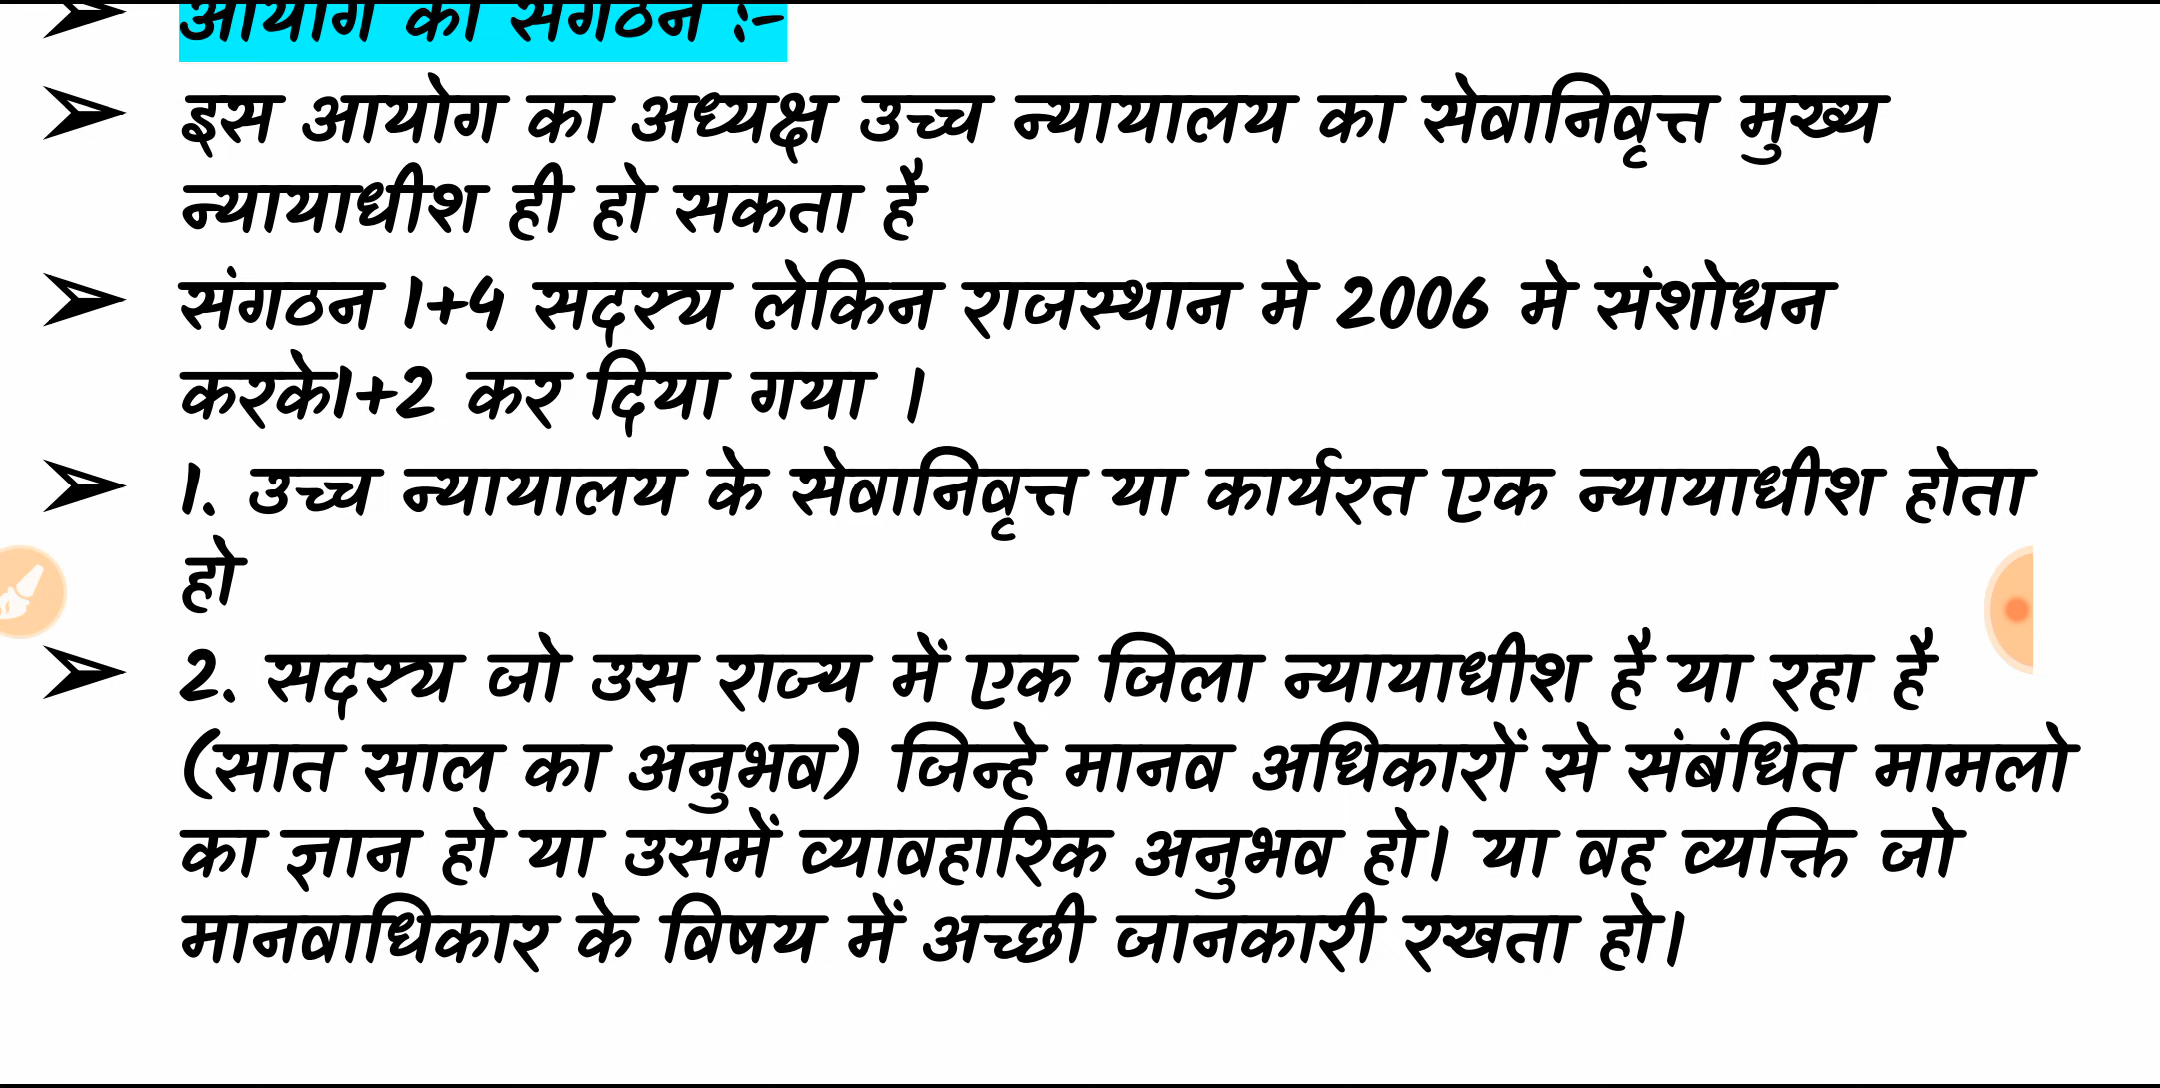 आयोग का संगठन :-
इस आयोग का अध्यक्ष उच्च न्यायालय का सेवानिवृत्त मुख्य
न्यायाधीश ही हो सकता है
संगठन 1+4 सदस्य लेकिन राजस्थान मे 2006 मे संशोधन
करके1+2 कर दिया गया ।
1. उच्च न्यायालय के सेवानिवृत्त या कार्यरत एक न्यायाधीश होता
हो
2. सदस्य जो उस राज्य में एक जिला न्यायाधीश है या रहा है
(सात साल का अनुभव) जिन्हे मानव अधिकारों से संबंधित मामलो
का ज्ञान हो या उसमें व्यावहारिक अनुभव हो। या वह व्यक्ति जो
मानवाधिकार के विषय में अच्छी जानकारी रखता हो।